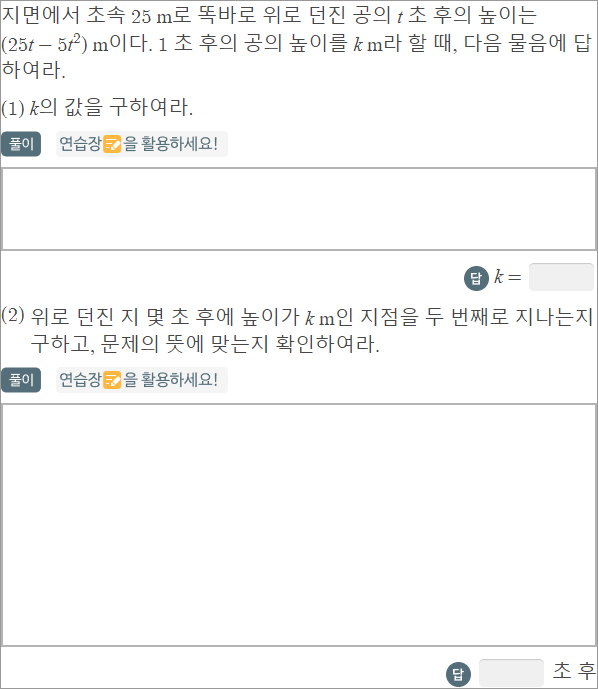 지면에서 초속 25 m로 똑바로 위로 던진 공의 t 초 후의 높이는
(25t − 5t²) m이다. 1 초 후의 공의 높이를 k m라 할 때, 다음 물음에 답
하여라.
(1) k의 값을 구하여라.
풀이 연습장을 활용하세요!
답 k =
(2) 위로 던진 지 몇 초 후에 높이가 k m인 지점을 두 번째로 지나는지
구하고, 문제의 뜻에 맞는지 확인하여라.
풀이 연습장을 활용하세요!
답 초 후